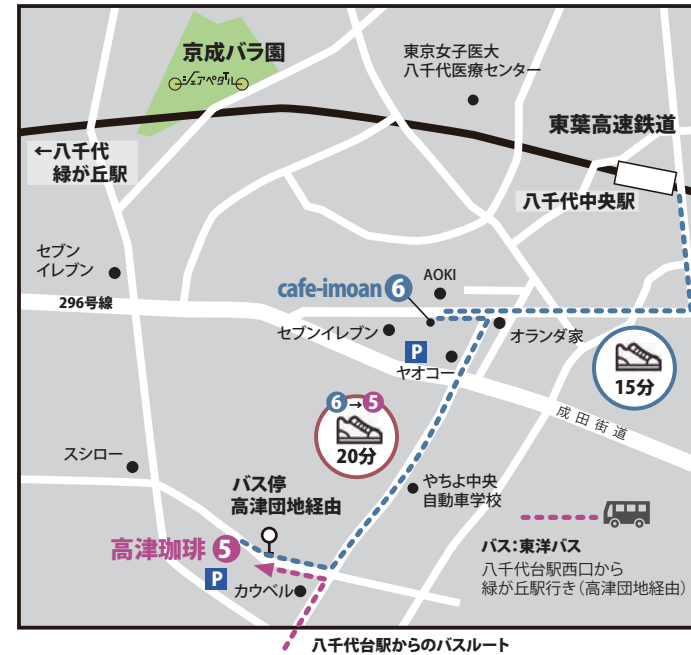 京成バラ園
シェアペダル
東京女子医大
八千代医療センター
東葉高速鉄道
←八千代
緑が丘駅
八千代中央駅
セブン
イレブン
AOKI
cafe-imoan 6
296号線
セブンイレブン
オランダ家
P
ヤオコー
15分
6→5
20分
成田街道
スシロー
やちよ中央
自動車学校
バス停
高津団地経由
高津珈琲 5
P
カウベル
バス:東洋バス
八千代台駅西口から
緑が丘駅行き(高津団地経由)
八千代台駅からのバスルート